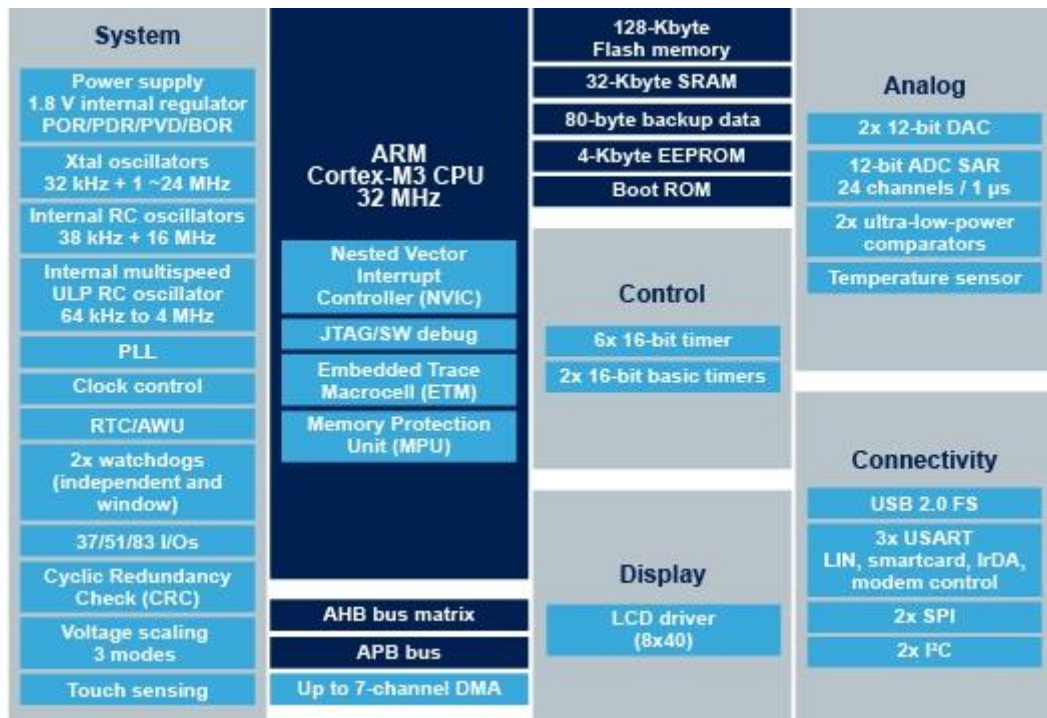 System
Power supply
1.8 V internal regulator
POR/PDR/PVD/BOR
Xtal oscillators
32 kHz + 1 ~24 MHz
Internal RC oscillators
38 kHz + 16 MHz
Internal multispeed
ULP RC oscillator
64 kHz to 4 MHz
PLL
Clock control
RTC/AWU
2x watchdogs
(independent and
window)
37/51/83 I/Os
Cyclic Redundancy
Check (CRC)
Voltage scaling
3 modes
Touch sensing
ARM
Cortex-M3 CPU
32 MHz
Nested Vector
Interrupt
Controller (NVIC)
JTAG/SW debug
Embedded Trace
Macrocell (ETM)
Memory Protection
Unit (MPU)
AHB bus matrix
APB bus
Up to 7-channel DMA
128-Kbyte
Flash memory
32-Kbyte SRAM
80-byte backup data
4-Kbyte EEPROM
Boot ROM
Control
6x 16-bit timer
2x 16-bit basic timers
Display
LCD driver
(8x40)
Analog
2x 12-bit DAC
12-bit ADC SAR
24 channels / 1 µs
2x ultra-low-power
comparators
Temperature sensor
Connectivity
USB 2.0 FS
3x USART
LIN, smartcard, IrDA,
modem control
2x SPI
2x I²C